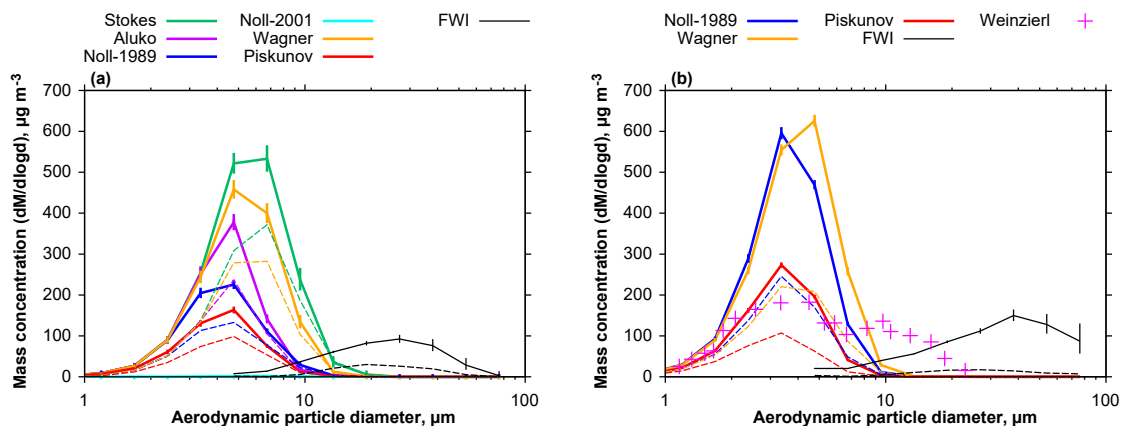 Stokes Noll-2001 FWI
Aluko Wagner
Noll-1989 Piskunov
(a)
700
600
500
400
300
200
100
0
1 10 100
Mass concentration (dM/dlogd), µg m-3
Aerodynamic particle diameter, µm
Noll-1989 Piskunov Weinzierl
Wagner FWI
(b)
700
600
500
400
300
200
100
0
1 10 100
Mass concentration (dM/dlogd), µg m-3
Aerodynamic particle diameter, µm